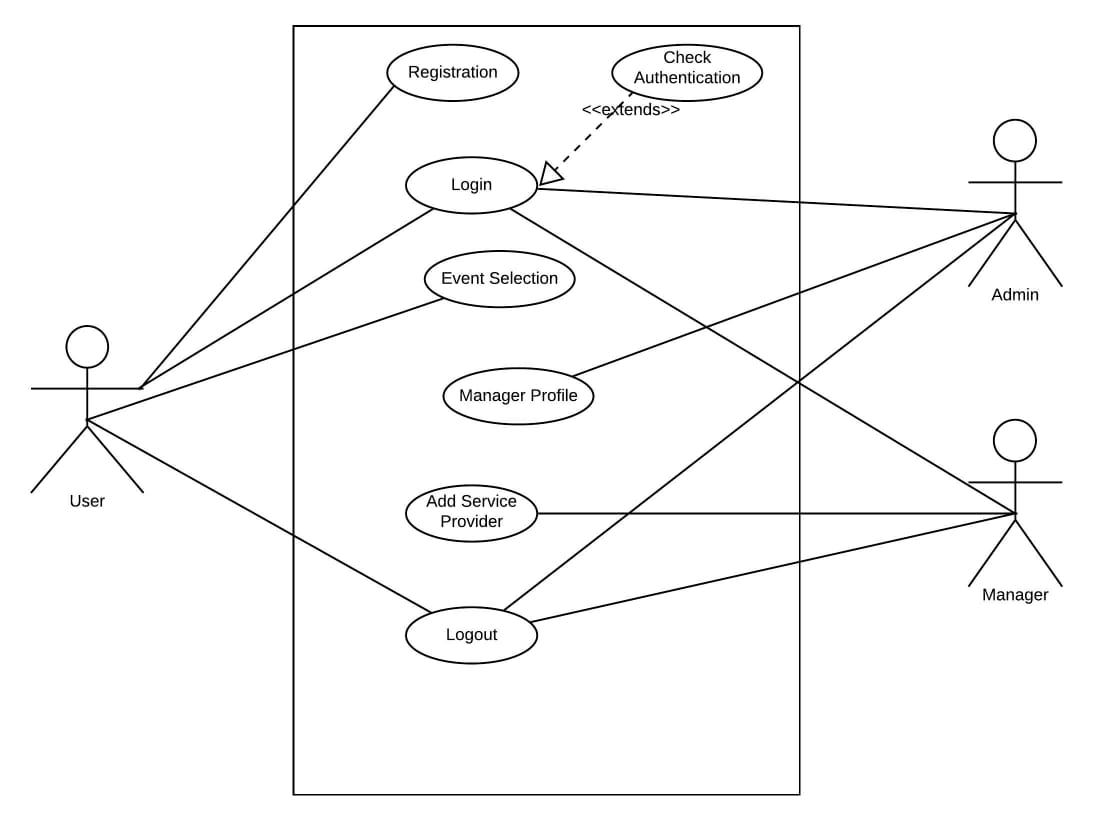 Registration
Check
Authentication
<<extends>>
Login
Event Selection
Admin
Manager Profile
User
Add Service
Provider
Manager
Logout